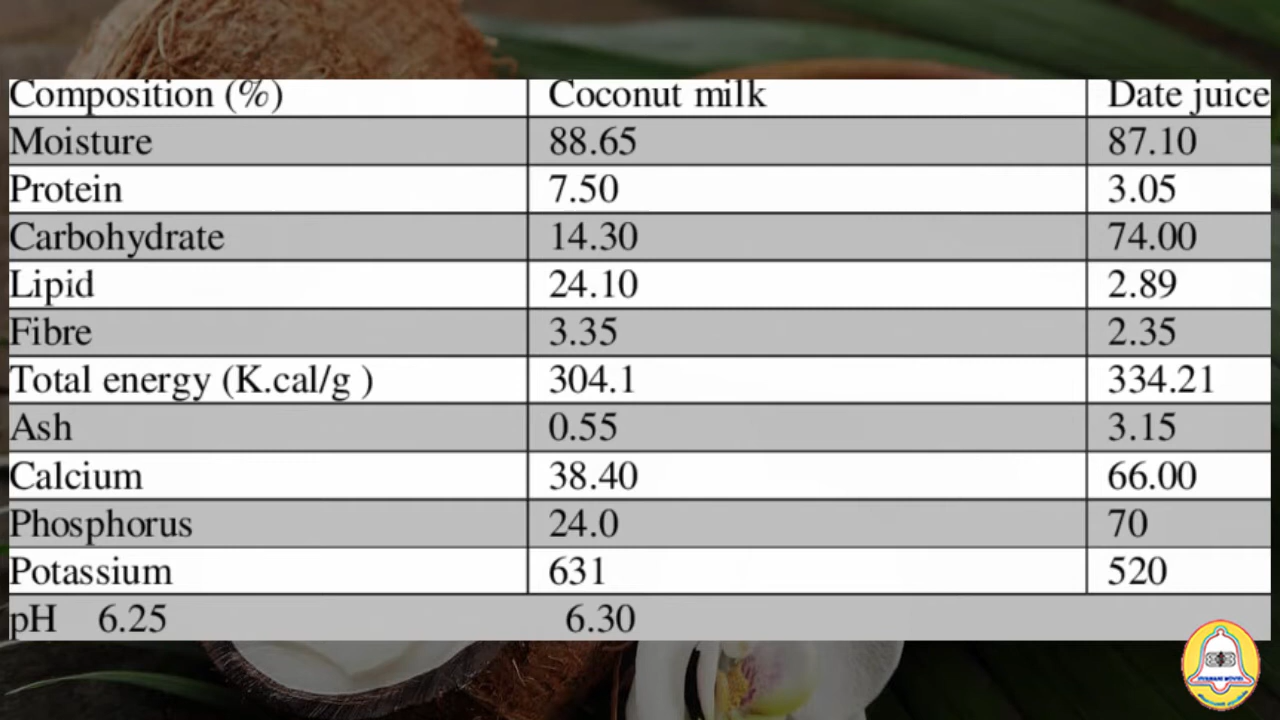 Composition (%) Coconut milk Date juice
Moisture 88.65 87.10
Protein 7.50 3.05
Carbohydrate 14.30 74.00
Lipid 24.10 2.89
Fibre 3.35 2.35
Total energy (K.cal/g ) 304.1 334.21
Ash 0.55 3.15
Calcium 38.40 66.00
Phosphorus 24.0 70
Potassium 631 520
pH 6.25 6.30